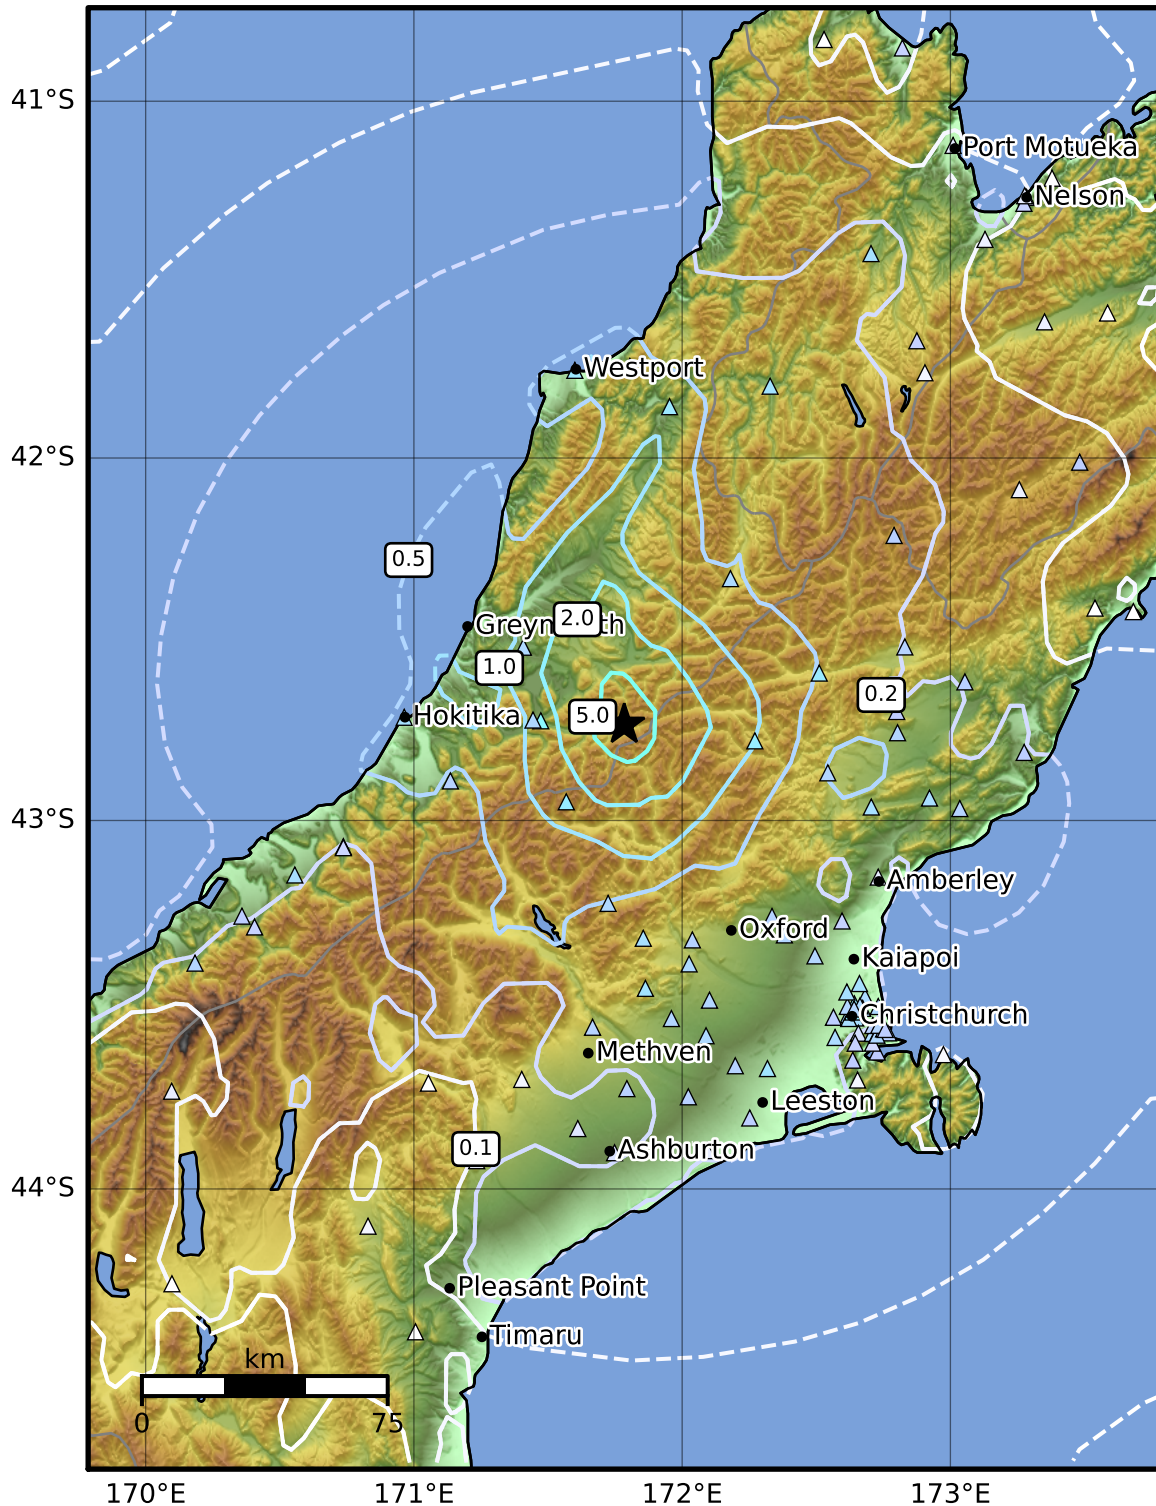 41°S
Port Motueka
Nelson
Westport
42°S
0.5
2.0
Greym th
1.0
0.2
5.0
Hokitika
43°S
Amberley
Oxford
Kaiapoi
Christchurch
Methven
Leeston
0.1
Ashburton
44°S
Pleasant Point
Timaru
km
0
75
170°E
171°E
172°E
173°E